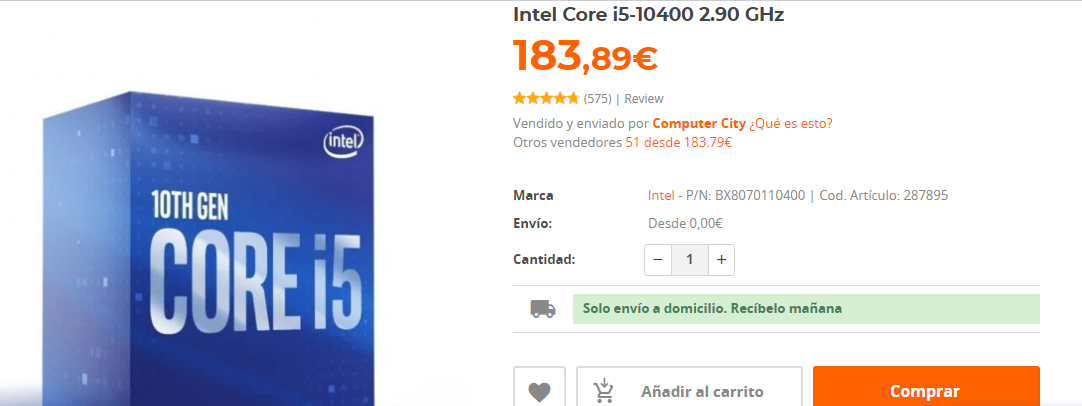 Intel Core i5-10400 2.90 GHz
183,89€
(575) | Review
Vendido y enviado por Computer City ¿Qué es esto?
Otros vendedores 51 desde 183.79€
intel
Marca Intel - P/N: BX8070110400 | Cod. Artículo: 287895
10TH GEN
CORE i5
Envío: Desde 0,00€
Cantidad: − 1 +
Solo envío a domicilio. Recíbelo mañana
Añadir al carrito
Comprar